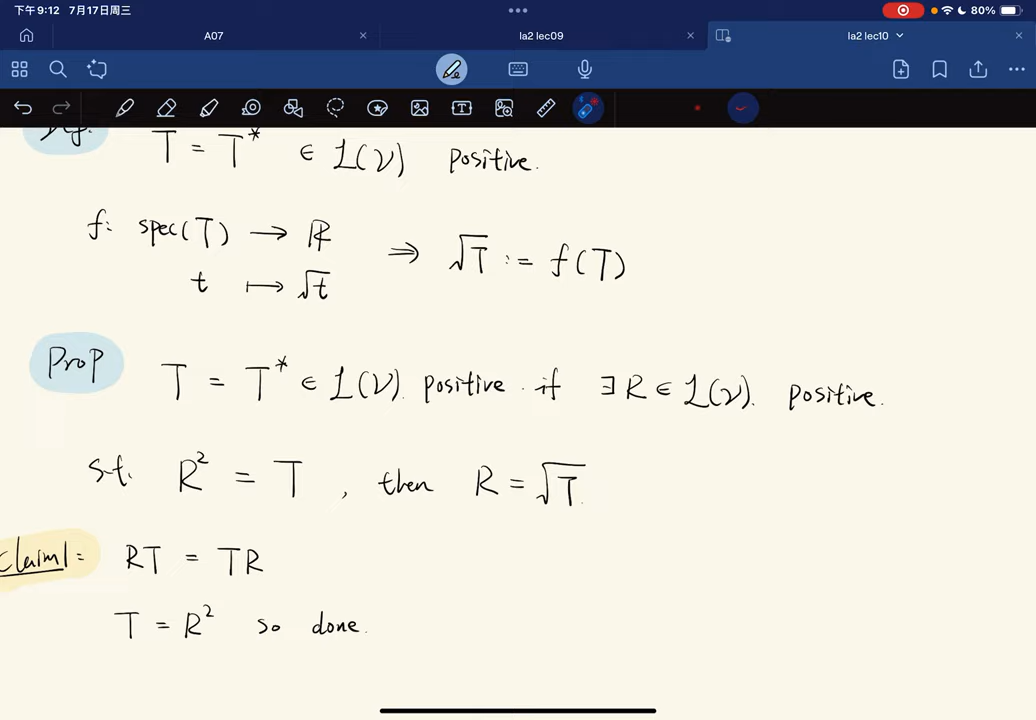 下午9:12 7月17日周三
80%
A07
la2 lec09
la2 lec10
T = T* ∈ L(V) positive.
f: spec(T) → ℝ
t ↦ √t
⇒ √T := f(T)
Prop T = T* ∈ L(V). positive. if ∃ R ∈ L(V). positive.
s.t. R² = T, then R = √T.
Claim1: RT = TR
T = R² so done.